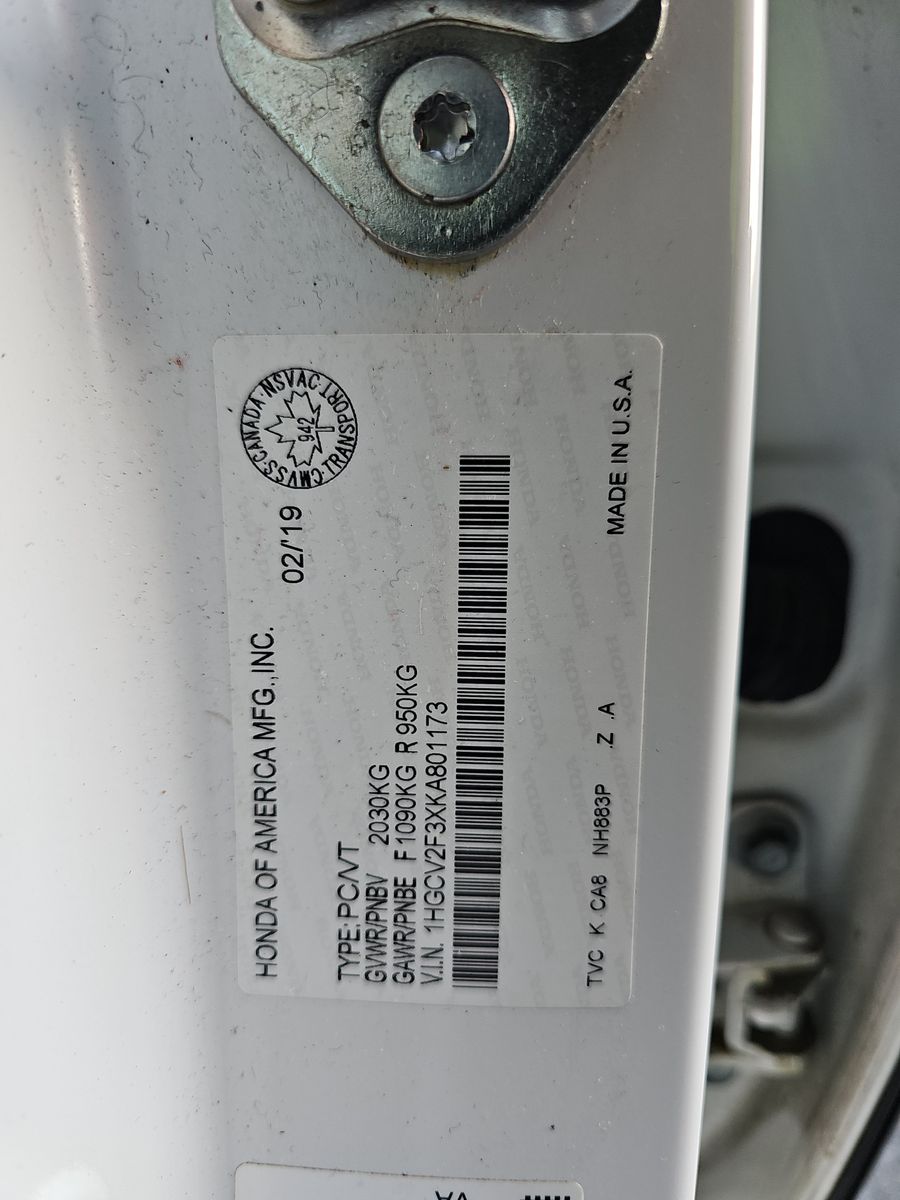 HONDA OF AMERICA MFG.,INC.
02/'19
CMVSS·CANADA·NSVAC·TRANSPORT
942
TYPE:PC/VT
GVWR/PNBV 2030KG
GAWR/PNBE F1090KG R 950KG
V.I.N. 1HGCV2F3XKA801173
TVC K CA8 NH883P .Z .A
MADE IN U.S.A.